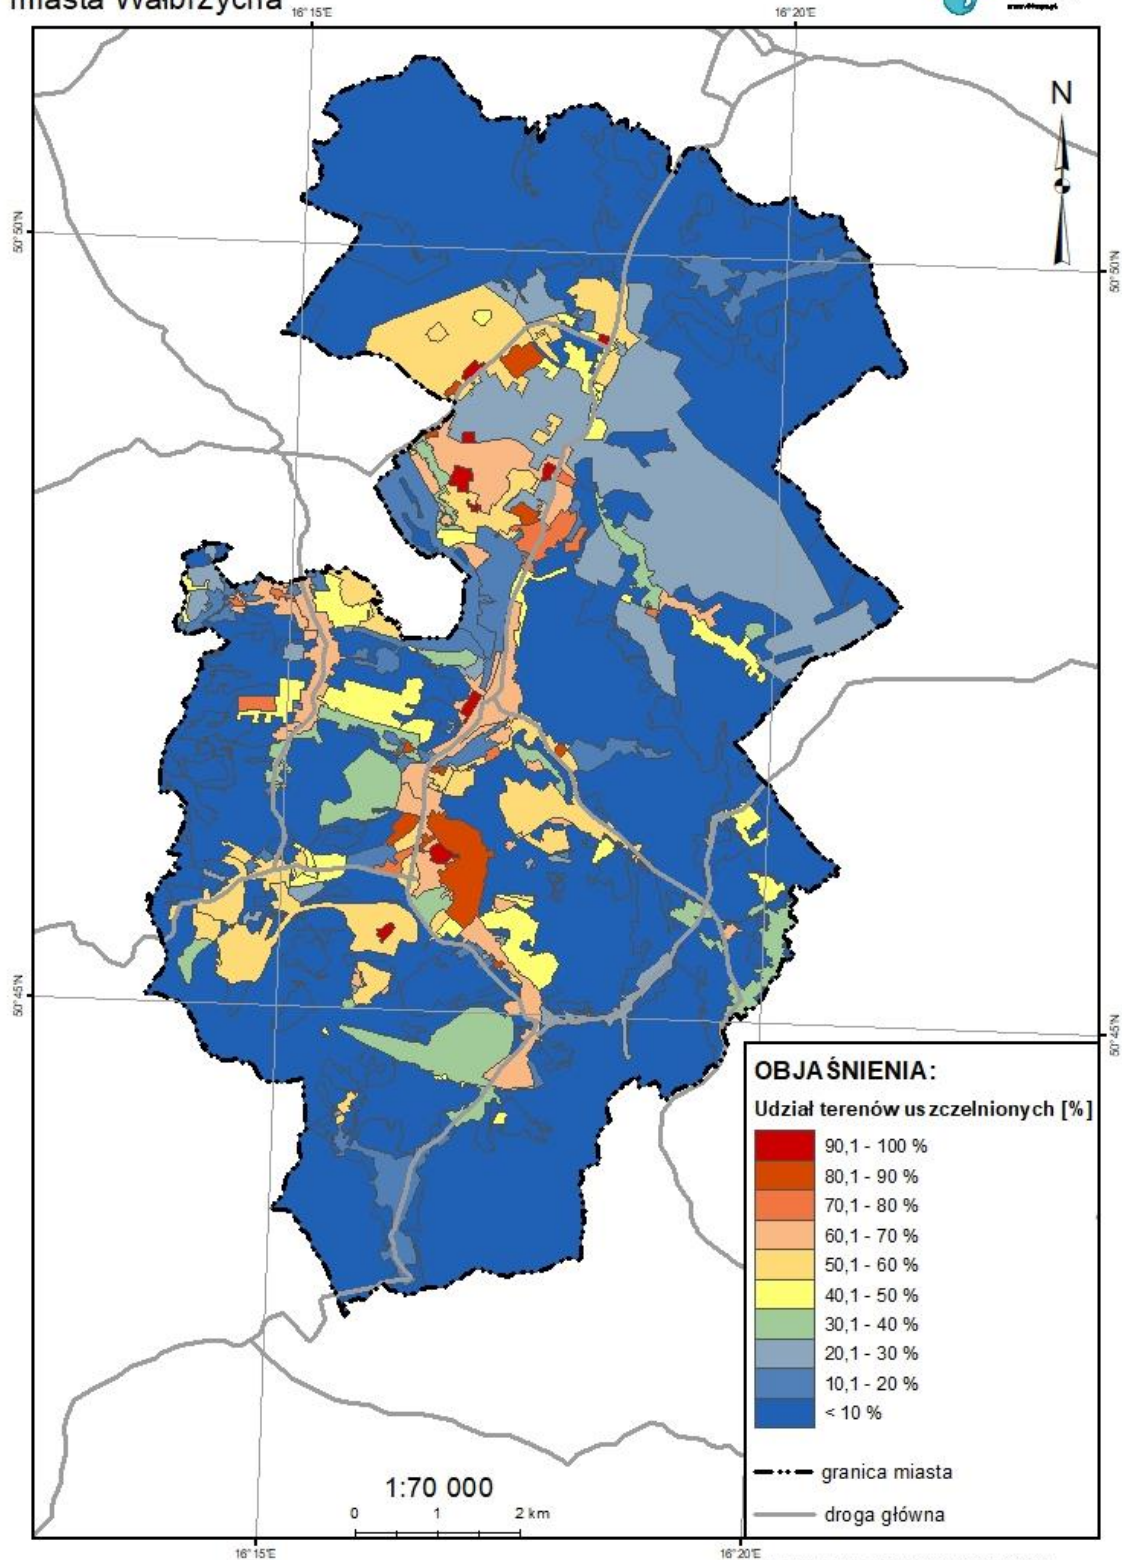 miasta Wałbrzycha
16°15'E
16°20'E
N
50°50'N
50°50'N
50°45'N
50°45'N
OBJAŚNIENIA:
Udział terenów uszczelnionych [%]
90,1 - 100 %
80,1 - 90 %
70,1 - 80 %
60,1 - 70 %
50,1 - 60 %
40,1 - 50 %
30,1 - 40 %
20,1 - 30 %
10,1 - 20 %
< 10 %
granica miasta
droga główna
1:70 000
0 1 2 km
16°15'E
16°20'E